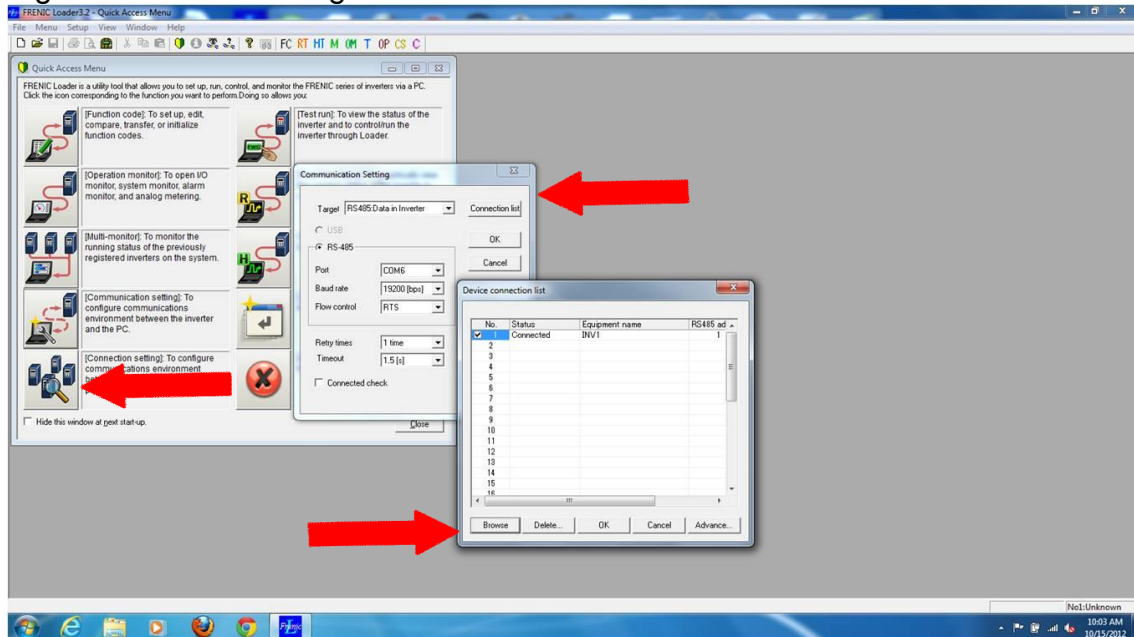 FRENIC Loader3.2 - Quick Access Menu
File Menu Setup View Window Help
FC RT HT M OM T OP CS C
Quick Access Menu
FRENIC Loader is a utility tool that allows you to set up, run, control, and monitor the FRENIC series of inverters via a PC.
Click the icon corresponding to the function you want to perform.Doing so allows you:
[Function code]: To set up, edit,
compare, transfer, or initialize
function codes.
[Test run]: To view the status of the
inverter and to control/run the
inverter through Loader.
[Operation monitor]: To open I/O
monitor, system monitor, alarm
monitor, and analog metering.
[Multi-monitor]: To monitor the
running status of the previously
registered inverters on the system.
[Communication setting]: To
configure communications
environment between the inverter
and the PC.
[Connection setting]: To configure
communications environment
Hide this window at next start-up.
Close
Communication Setting
Target RS485:Data in Inverter Connection list
USB
RS-485
OK
Port COM6 Cancel
Baud rate 19200 [bps]
Flow control RTS
Retry times 1 time
Timeout 1.5 [s]
Connected check
Device connection list
No. Status Equipment name RS485 ad
1 Connected INV1 1
2
3
4
5
6
7
8
9
10
11
12
13
14
15
16
Browse Delete... OK Cancel Advance...
No1:Unknown
Frenic
10:03 AM
10/15/2012